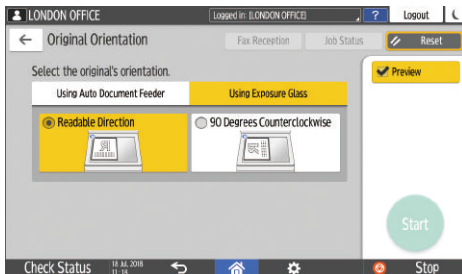 LONDON OFFICE
Logged in: [LONDON OFFICE]
?
Logout
Original Orientation
Fax Reception
Job Status
Reset
Select the original's orientation.
Preview
Using Auto Document Feeder
Using Exposure Glass
Readable Direction
90 Degrees Counterclockwise
Start
Check Status
18 Jul. 2018
11:18
Stop